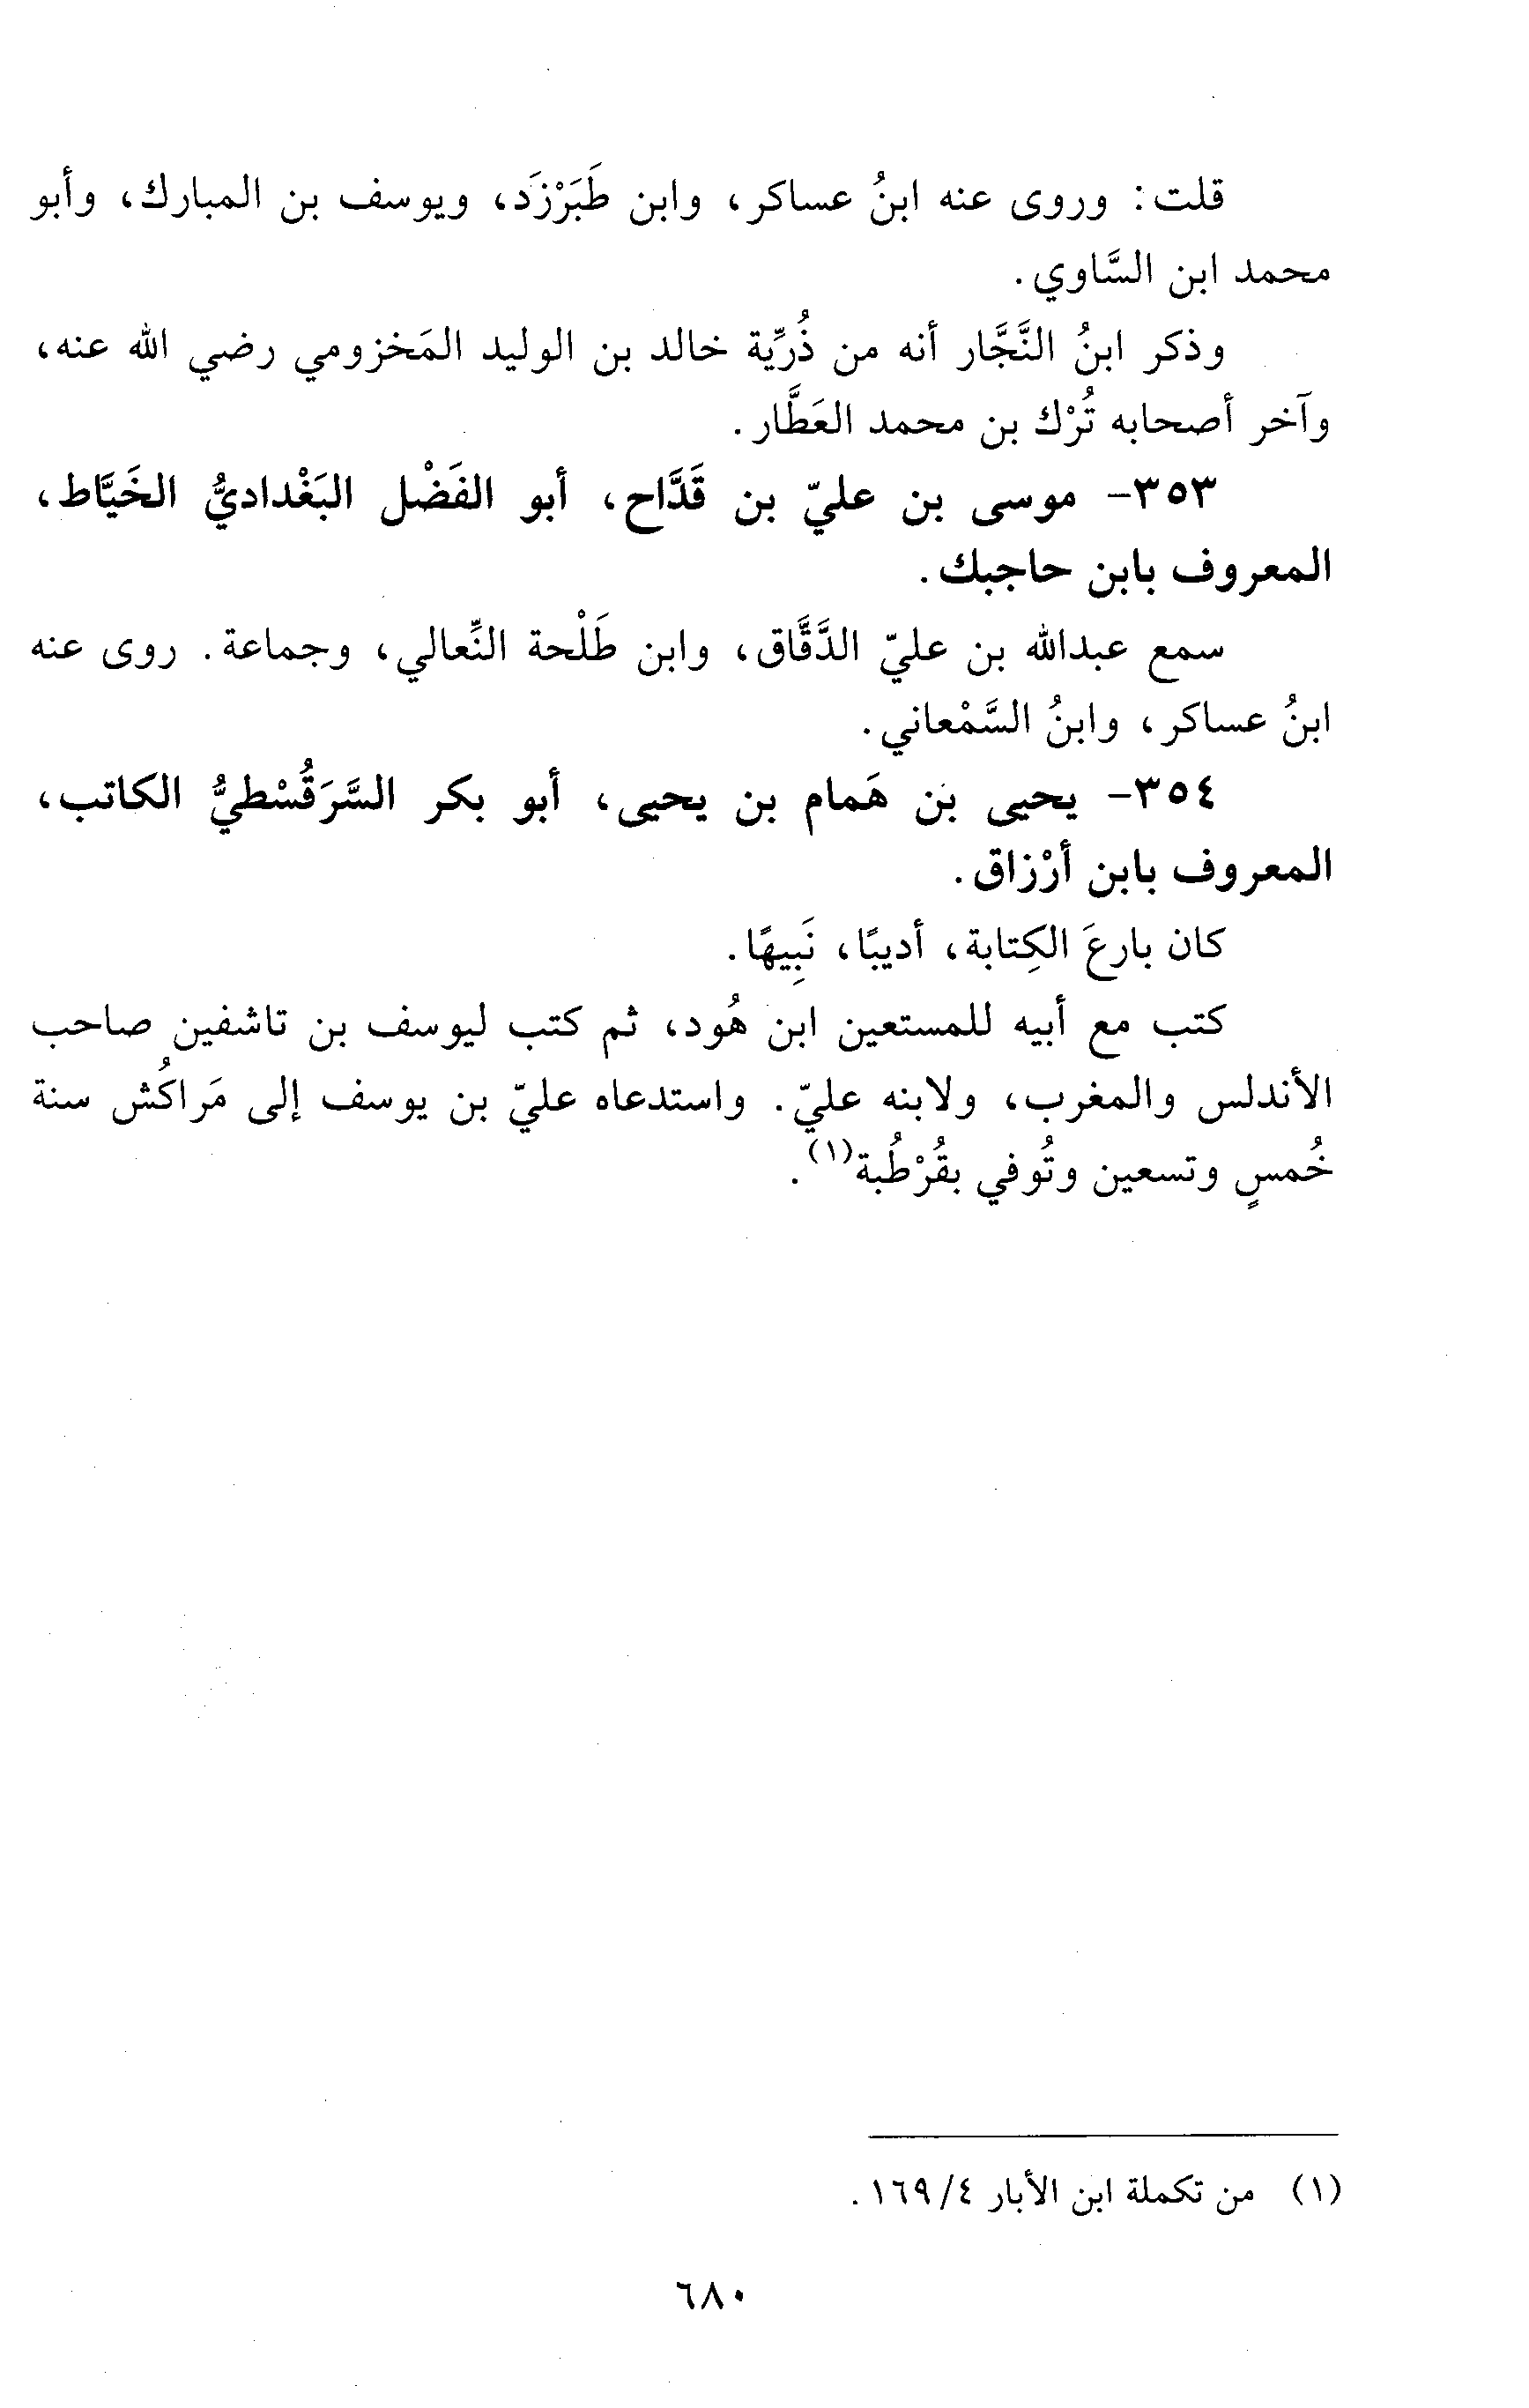 قلت: وروى عنه ابنُ عساكر، وابن طَبَرْزَد، ويوسف بن المبارك، وأبو
محمد ابن السَّاوي.
وذكر ابنُ النَّجَّار أنه من ذُرِّية خالد بن الوليد المَخزومي رضي الله عنه،
وآخر أصحابه تُرْك بن محمد العَطَّار.
٣٥٣- موسى بن عليّ بن قَدَّاح، أبو الفَضْل البَغْداديُّ الخَيَّاط،
المعروف بابن حاجبك.
سمع عبدالله بن عليّ الدَّقَّاق، وابن طَلْحة النِّعالي، وجماعة. روى عنه
ابنُ عساكر، وابنُ السَّمْعاني.
٣٥٤- يحيى بن هَمام بن يحيى، أبو بكر السَّرَقُسْطيُّ الكاتب،
المعروف بابن أرْزاق.
كان بارعَ الكِتابة، أديبًا، نَبِيهًا.
كتب مع أبيه للمستعين ابن هُود، ثم كتب ليوسف بن تاشفين صاحب
الأندلس والمغرب، ولابنه عليّ. واستدعاه عليّ بن يوسف إلى مَراكُش سنة
خُمسٍ وتسعين وتُوفي بقُرْطُبة(١).
(١) من تكملة ابن الأبار ٤/ ١٦٩.
٦٨٠